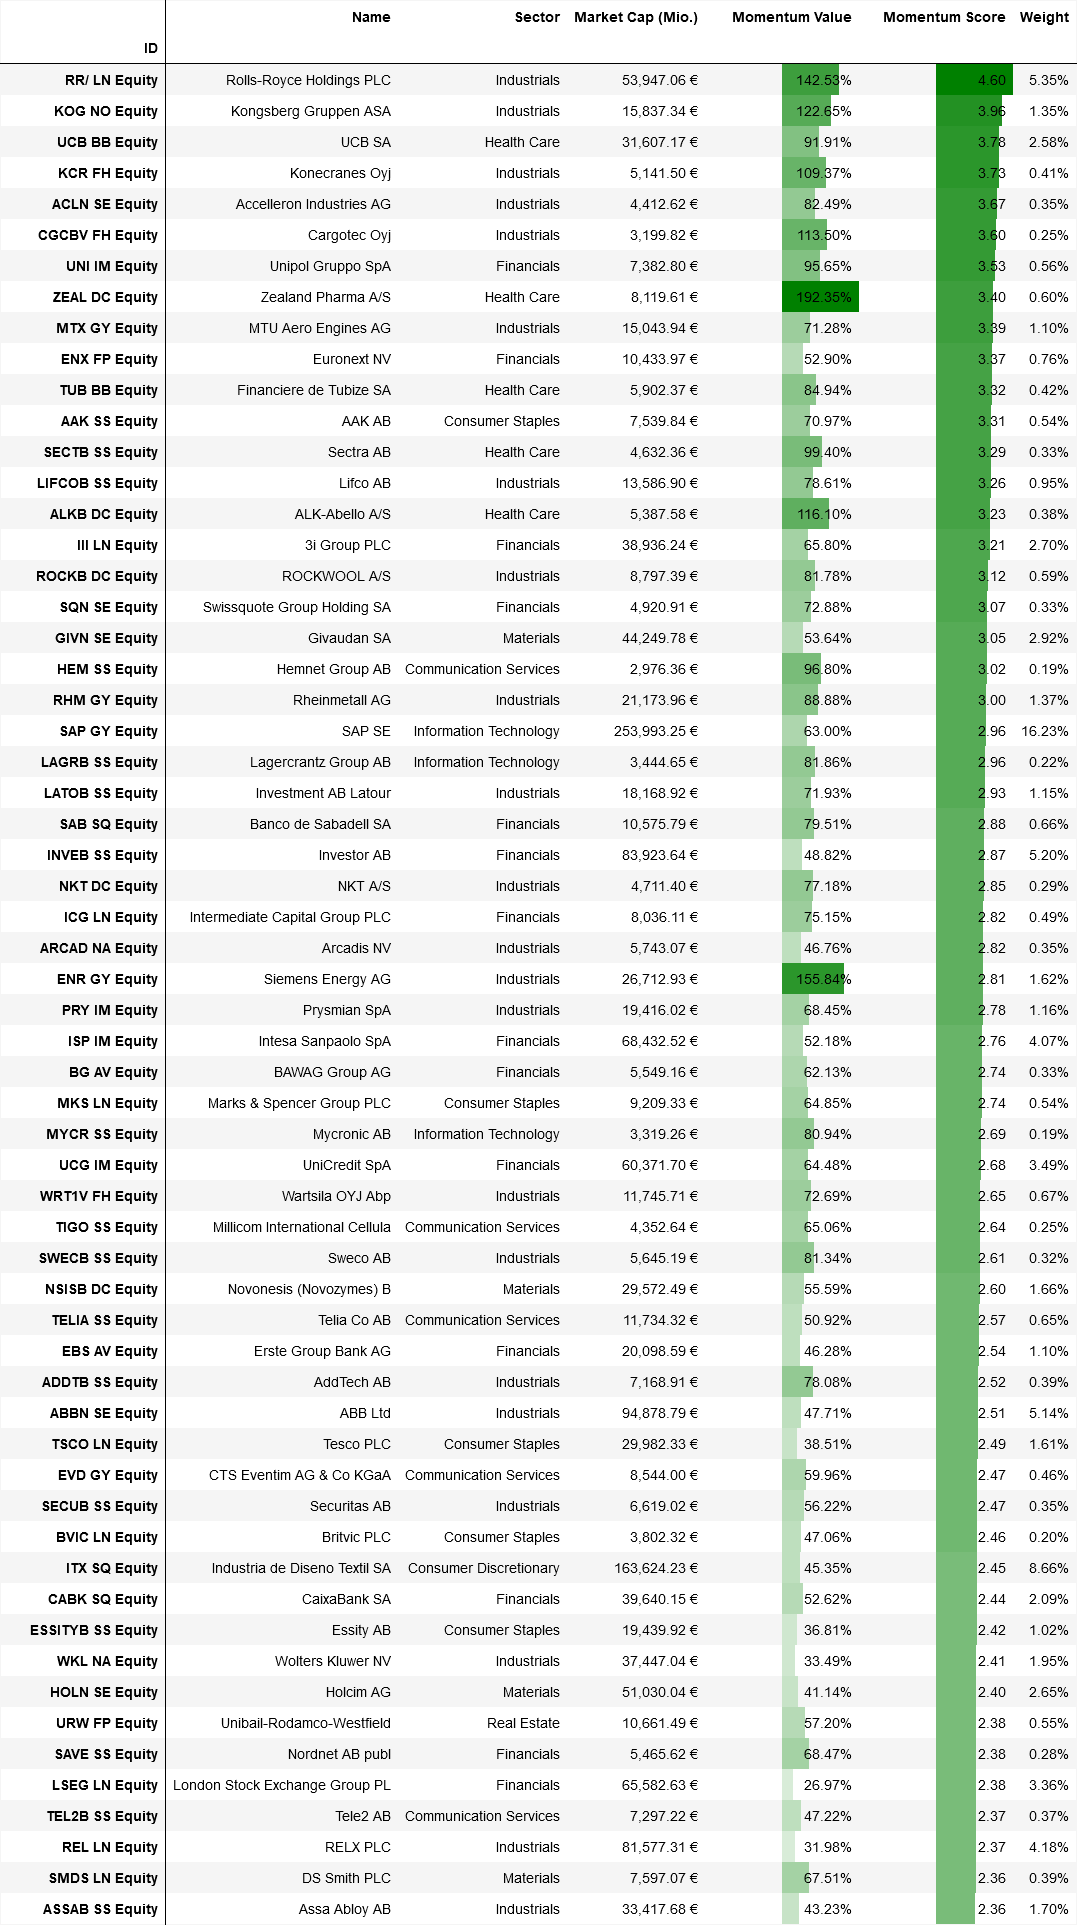 Name Sector Market Cap (Mio.) Momentum Value Momentum Score Weight
ID
RR/ LN Equity Rolls-Royce Holdings PLC Industrials 53,947.06 € 142.53% 4.60 5.35%
KOG NO Equity Kongsberg Gruppen ASA Industrials 15,837.34 € 122.65% 3.96 1.35%
UCB BB Equity UCB SA Health Care 31,607.17 € 91.91% 3.78 2.58%
KCR FH Equity Konecranes Oyj Industrials 5,141.50 € 109.37% 3.73 0.41%
ACLN SE Equity Accelleron Industries AG Industrials 4,412.62 € 82.49% 3.67 0.35%
CGCBV FH Equity Cargotec Oyj Industrials 3,199.82 € 113.50% 3.60 0.25%
UNI IM Equity Unipol Gruppo SpA Financials 7,382.80 € 95.65% 3.53 0.56%
ZEAL DC Equity Zealand Pharma A/S Health Care 8,119.61 € 192.35% 3.40 0.60%
MTX GY Equity MTU Aero Engines AG Industrials 15,043.94 € 71.28% 3.39 1.10%
ENX FP Equity Euronext NV Financials 10,433.97 € 52.90% 3.37 0.76%
TUB BB Equity Financiere de Tubize SA Health Care 5,902.37 € 84.94% 3.32 0.42%
AAK SS Equity AAK AB Consumer Staples 7,539.84 € 70.97% 3.31 0.54%
SECTB SS Equity Sectra AB Health Care 4,632.36 € 99.40% 3.29 0.33%
LIFCOB SS Equity Lifco AB Industrials 13,586.90 € 78.61% 3.26 0.95%
ALKB DC Equity ALK-Abello A/S Health Care 5,387.58 € 116.10% 3.23 0.38%
III LN Equity 3i Group PLC Financials 38,936.24 € 65.80% 3.21 2.70%
ROCKB DC Equity ROCKWOOL A/S Industrials 8,797.39 € 81.78% 3.12 0.59%
SQN SE Equity Swissquote Group Holding SA Financials 4,920.91 € 72.88% 3.07 0.33%
GIVN SE Equity Givaudan SA Materials 44,249.78 € 53.64% 3.05 2.92%
HEM SS Equity Hemnet Group AB Communication Services 2,976.36 € 96.80% 3.02 0.19%
RHM GY Equity Rheinmetall AG Industrials 21,173.96 € 88.88% 3.00 1.37%
SAP GY Equity SAP SE Information Technology 253,993.25 € 63.00% 2.96 16.23%
LAGRB SS Equity Lagercrantz Group AB Information Technology 3,444.65 € 81.86% 2.96 0.22%
LATOB SS Equity Investment AB Latour Industrials 18,168.92 € 71.93% 2.93 1.15%
SAB SQ Equity Banco de Sabadell SA Financials 10,575.79 € 79.51% 2.88 0.66%
INVEB SS Equity Investor AB Financials 83,923.64 € 48.82% 2.87 5.20%
NKT DC Equity NKT A/S Industrials 4,711.40 € 77.18% 2.85 0.29%
ICG LN Equity Intermediate Capital Group PLC Financials 8,036.11 € 75.15% 2.82 0.49%
ARCAD NA Equity Arcadis NV Industrials 5,743.07 € 46.76% 2.82 0.35%
ENR GY Equity Siemens Energy AG Industrials 26,712.93 € 155.84% 2.81 1.62%
PRY IM Equity Prysmian SpA Industrials 19,416.02 € 68.45% 2.78 1.16%
ISP IM Equity Intesa Sanpaolo SpA Financials 68,432.52 € 52.18% 2.76 4.07%
BG AV Equity BAWAG Group AG Financials 5,549.16 € 62.13% 2.74 0.33%
MKS LN Equity Marks & Spencer Group PLC Consumer Staples 9,209.33 € 64.85% 2.74 0.54%
MYCR SS Equity Mycronic AB Information Technology 3,319.26 € 80.94% 2.69 0.19%
UCG IM Equity UniCredit SpA Financials 60,371.70 € 64.48% 2.68 3.49%
WRT1V FH Equity Wartsila OYJ Abp Industrials 11,745.71 € 72.69% 2.65 0.67%
TIGO SS Equity Millicom International Cellula Communication Services 4,352.64 € 65.06% 2.64 0.25%
SWECB SS Equity Sweco AB Industrials 5,645.19 € 81.34% 2.61 0.32%
NSISB DC Equity Novonesis (Novozymes) B Materials 29,572.49 € 55.59% 2.60 1.66%
TELIA SS Equity Telia Co AB Communication Services 11,734.32 € 50.92% 2.57 0.65%
EBS AV Equity Erste Group Bank AG Financials 20,098.59 € 46.28% 2.54 1.10%
ADDTB SS Equity AddTech AB Industrials 7,168.91 € 78.08% 2.52 0.39%
ABBN SE Equity ABB Ltd Industrials 94,878.79 € 47.71% 2.51 5.14%
TSCO LN Equity Tesco PLC Consumer Staples 29,982.33 € 38.51% 2.49 1.61%
EVD GY Equity CTS Eventim AG & Co KGaA Communication Services 8,544.00 € 59.96% 2.47 0.46%
SECUB SS Equity Securitas AB Industrials 6,619.02 € 56.22% 2.47 0.35%
BVIC LN Equity Britvic PLC Consumer Staples 3,802.32 € 47.06% 2.46 0.20%
ITX SQ Equity Industria de Diseno Textil SA Consumer Discretionary 163,624.23 € 45.35% 2.45 8.66%
CABK SQ Equity CaixaBank SA Financials 39,640.15 € 52.62% 2.44 2.09%
ESSITYB SS Equity Essity AB Consumer Staples 19,439.92 € 36.81% 2.42 1.02%
WKL NA Equity Wolters Kluwer NV Industrials 37,447.04 € 33.49% 2.41 1.95%
HOLN SE Equity Holcim AG Materials 51,030.04 € 41.14% 2.40 2.65%
URW FP Equity Unibail-Rodamco-Westfield Real Estate 10,661.49 € 57.20% 2.38 0.55%
SAVE SS Equity Nordnet AB publ Financials 5,465.62 € 68.47% 2.38 0.28%
LSEG LN Equity London Stock Exchange Group PL Financials 65,582.63 € 26.97% 2.38 3.36%
TEL2B SS Equity Tele2 AB Communication Services 7,297.22 € 47.22% 2.37 0.37%
REL LN Equity RELX PLC Industrials 81,577.31 € 31.98% 2.37 4.18%
SMDS LN Equity DS Smith PLC Materials 7,597.07 € 67.51% 2.36 0.39%
ASSAB SS Equity Assa Abloy AB Industrials 33,417.68 € 43.23% 2.36 1.70%